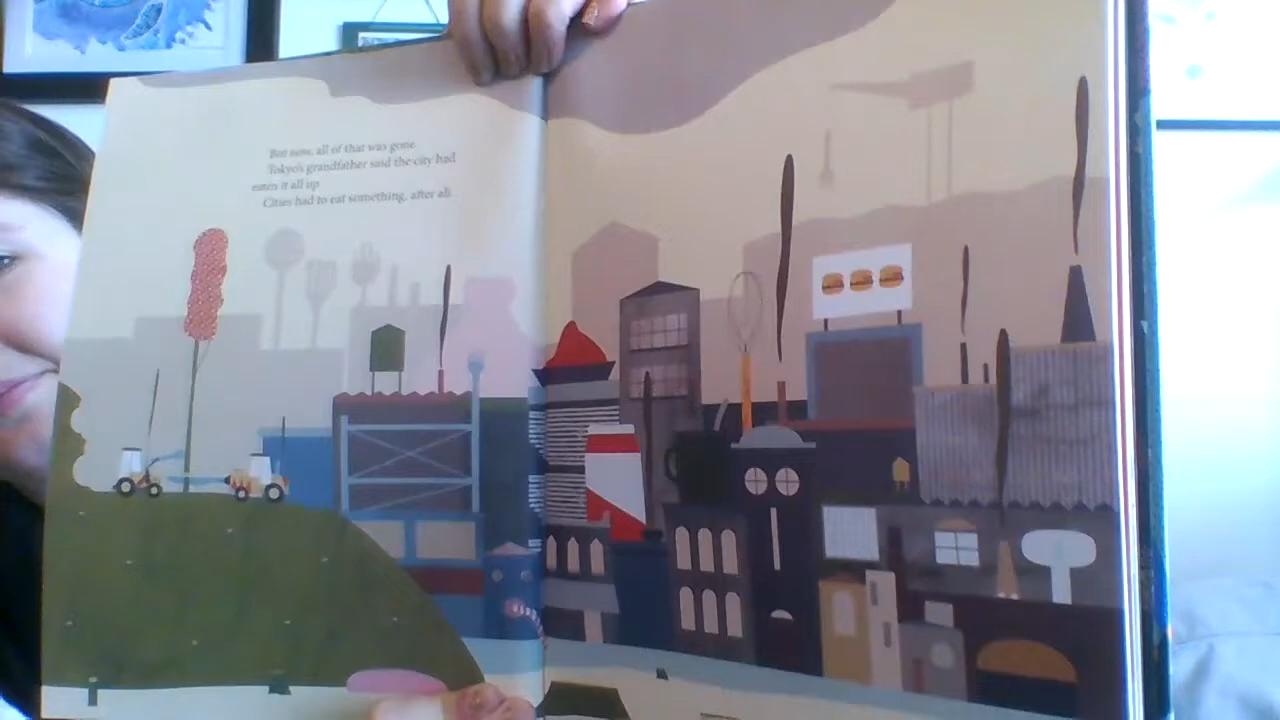 But now, all of that was gone.
Tokyo's grandfather said the city had
eaten it all up.
Cities had to eat something, after all.